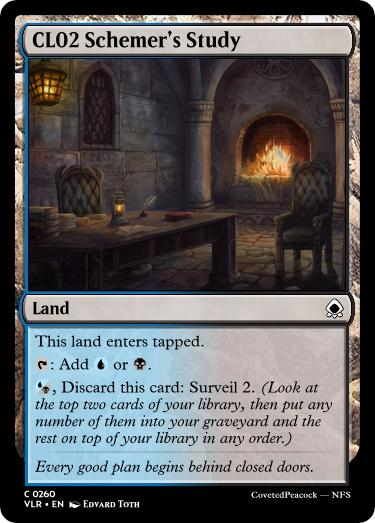 CL02 Schemer's Study
Land
This land enters tapped.
: Add or .
, Discard this card: Surveil 2. (Look at
the top two cards of your library, then put any
number of them into your graveyard and the
rest on top of your library in any order.)
Every good plan begins behind closed doors.
C 0260
VLR • EN Edvard Toth
CovetedPeacock — NFS